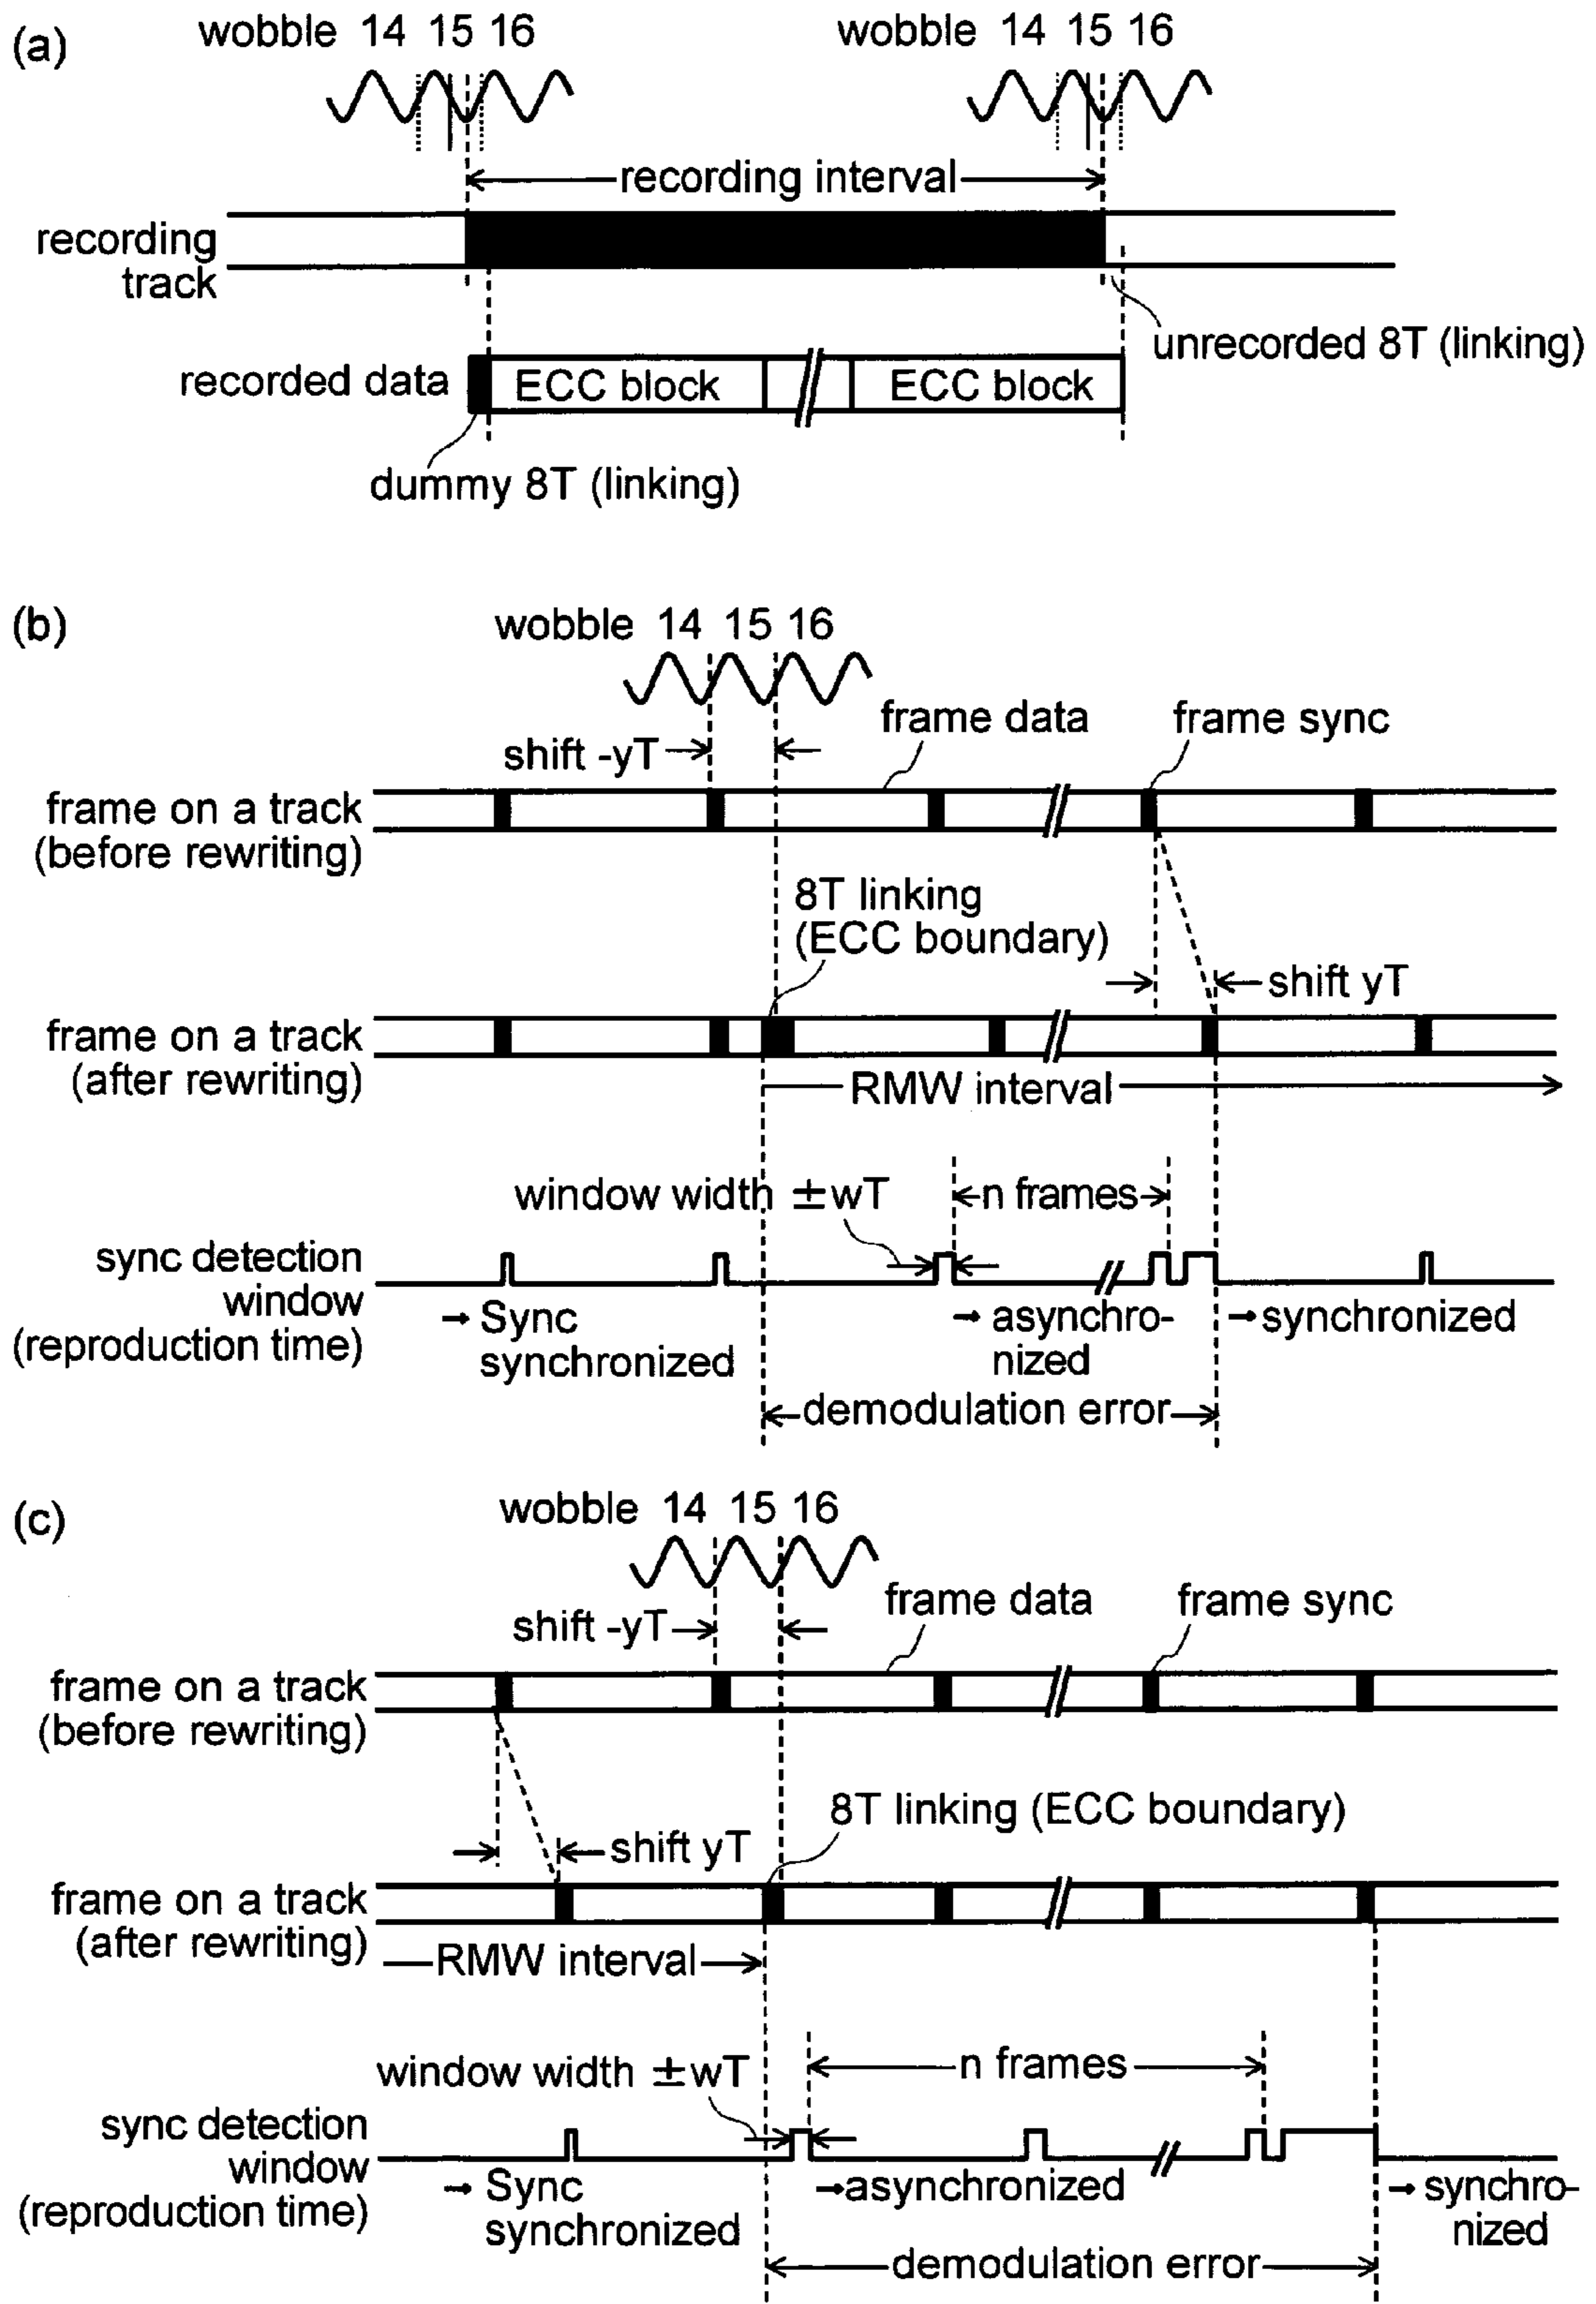 (a)
wobble 14 15 16
wobble 14 15 16
recording interval
recording
track
unrecorded 8T (linking)
recorded data
ECC block
ECC block
dummy 8T (linking)
(b)
wobble 14 15 16
frame data
frame sync
shift -yT
frame on a track
(before rewriting)
8T linking
(ECC boundary)
shift yT
frame on a track
(after rewriting)
RMW interval
window width ±wT
n frames
sync detection
window
(reproduction time)
→ Sync
synchronized
→ asynchro-
nized
→ synchronized
demodulation error
(c)
wobble 14 15 16
frame data
frame sync
shift -yT
frame on a track
(before rewriting)
8T linking (ECC boundary)
shift yT
frame on a track
(after rewriting)
RMW interval
window width ±wT
n frames
sync detection
window
(reproduction time)
→ Sync
synchronized
→asynchronized
→ synchro-
nized
demodulation error